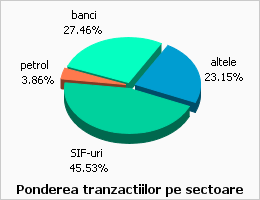 banci
27.46%
altele
23.15%
petrol
3.86%
SIF-uri
45.53%
Ponderea tranzactiilor pe sectoare